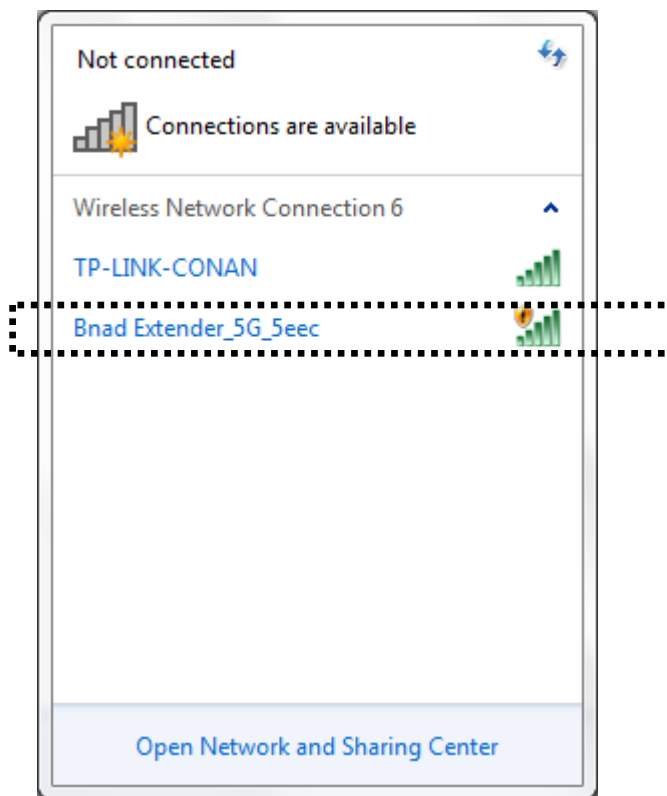 Not connected
Connections are available
Wireless Network Connection 6
TP-LINK-CONAN
Bnad Extender_5G_5eec
Open Network and Sharing Center